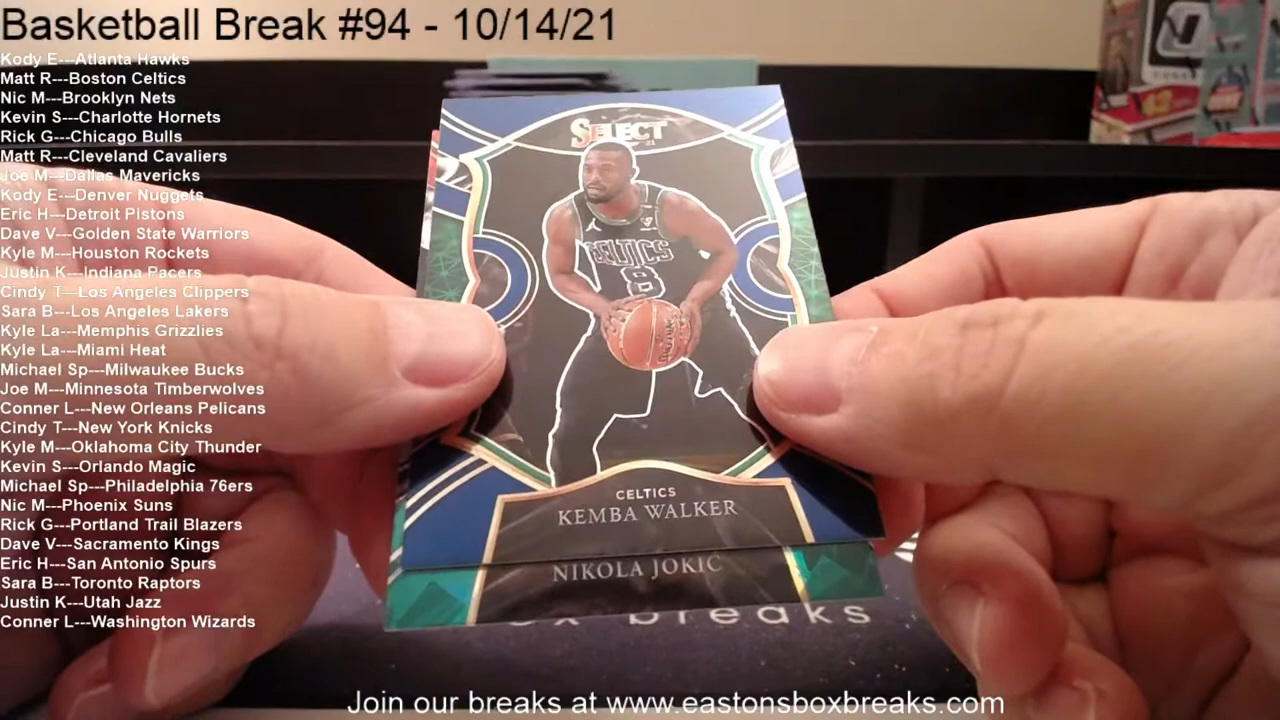 Basketball Break #94 - 10/14/21
Kody E---Atlanta Hawks
Matt R---Boston Celtics
Nic M---Brooklyn Nets
Kevin S---Charlotte Hornets
Rick G---Chicago Bulls
Matt R---Cleveland Cavaliers
Joe M---Dallas Mavericks
Kody E---Denver Nuggets
Eric H---Detroit Pistons
Dave V---Golden State Warriors
Kyle M---Houston Rockets
Justin K---Indiana Pacers
Cindy T---Los Angeles Clippers
Sara B---Los Angeles Lakers
Kyle La---Memphis Grizzlies
Kyle La---Miami Heat
Michael Sp---Milwaukee Bucks
Joe M---Minnesota Timberwolves
Conner L---New Orleans Pelicans
Cindy T---New York Knicks
Kyle M---Oklahoma City Thunder
Kevin S---Orlando Magic
Michael Sp---Philadelphia 76ers
Nic M---Phoenix Suns
Rick G---Portland Trail Blazers
Dave V---Sacramento Kings
Eric H---San Antonio Spurs
Sara B---Toronto Raptors
Justin K---Utah Jazz
Conner L---Washington Wizards
SELECT
CELTICS
8
CELTICS
KEMBA WALKER
NIKOLA JOKIĆ
breaks
Join our breaks at www.eastonsboxbreaks.com